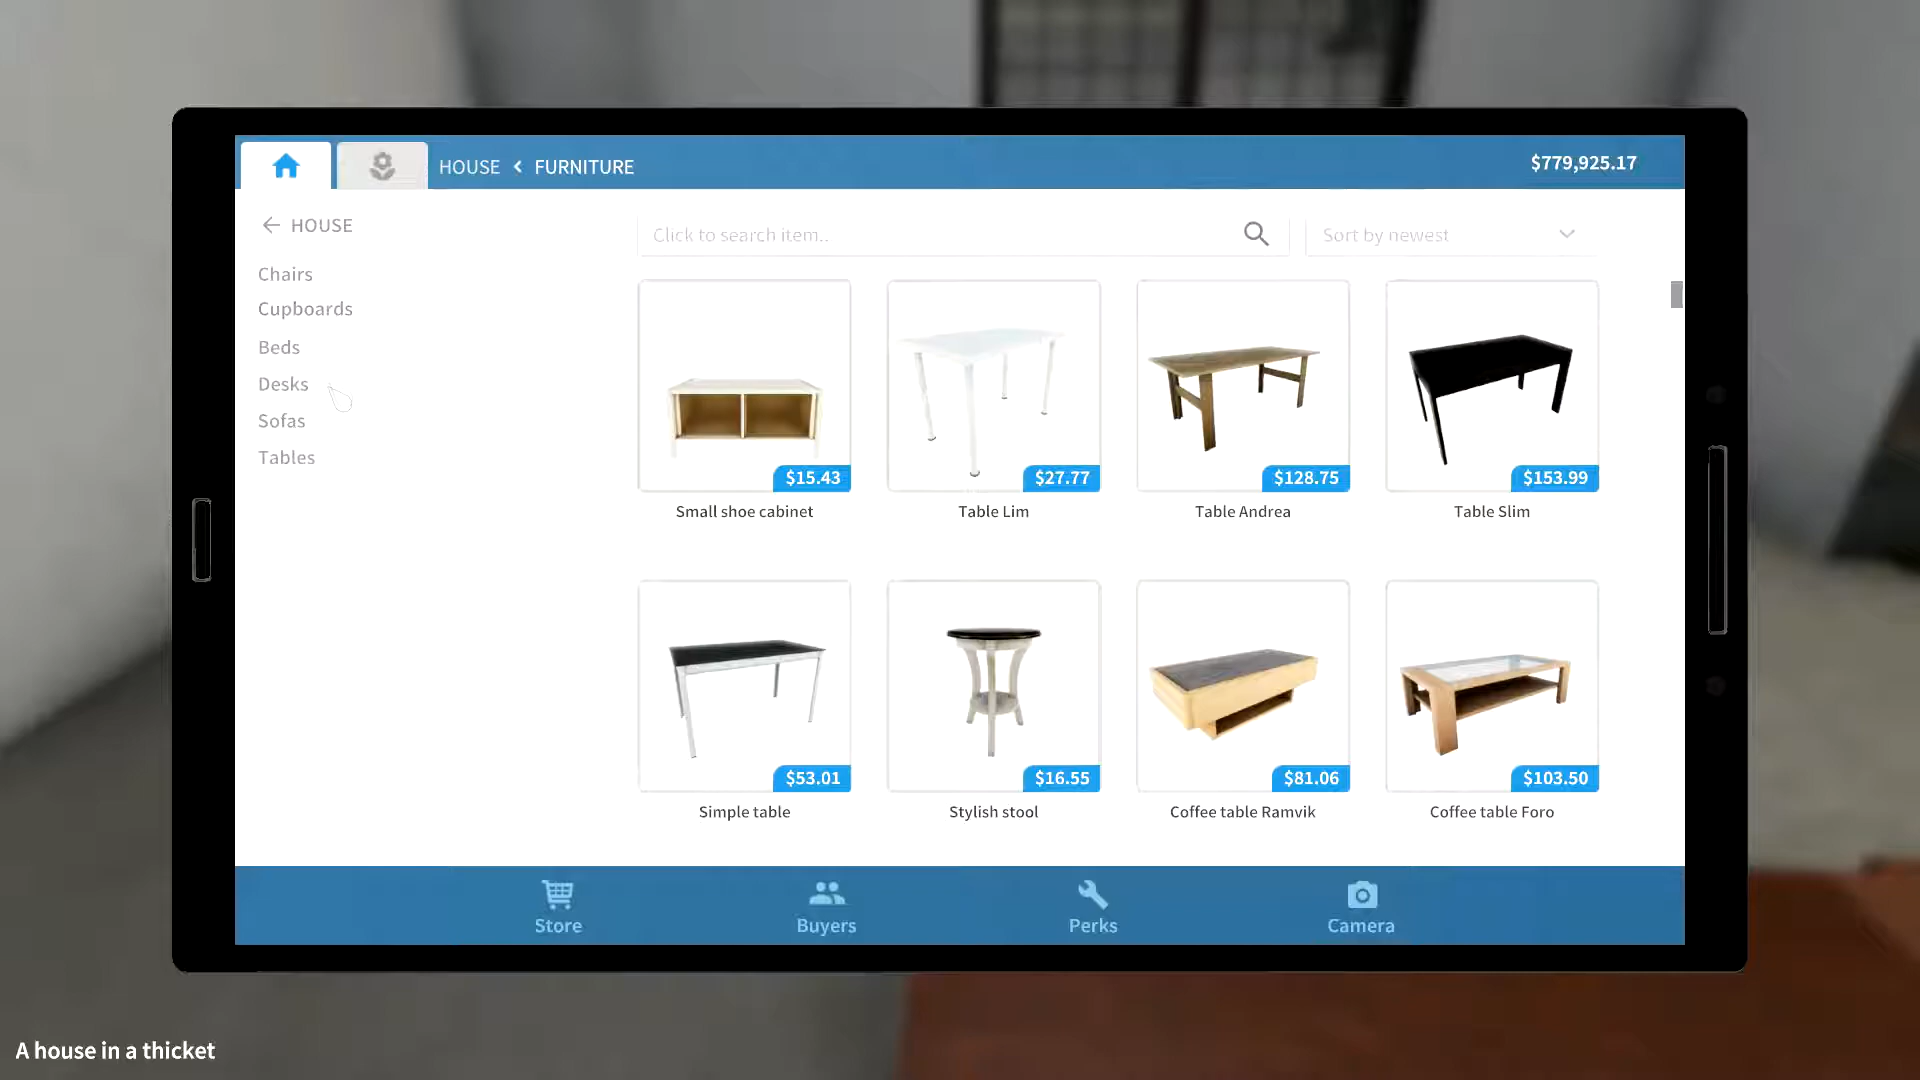 HOUSE < FURNITURE
$779,925.17
HOUSE
Click to search item..
Sort by newest
Chairs
Cupboards
Beds
Desks
Sofas
Tables
$15.43
$27.77
$128.75
$153.99
Small shoe cabinet
Table Lim
Table Andrea
Table Slim
$53.01
$16.55
$81.06
$103.50
Simple table
Stylish stool
Coffee table Ramvik
Coffee table Foro
Store
Buyers
Perks
Camera
A house in a thicket